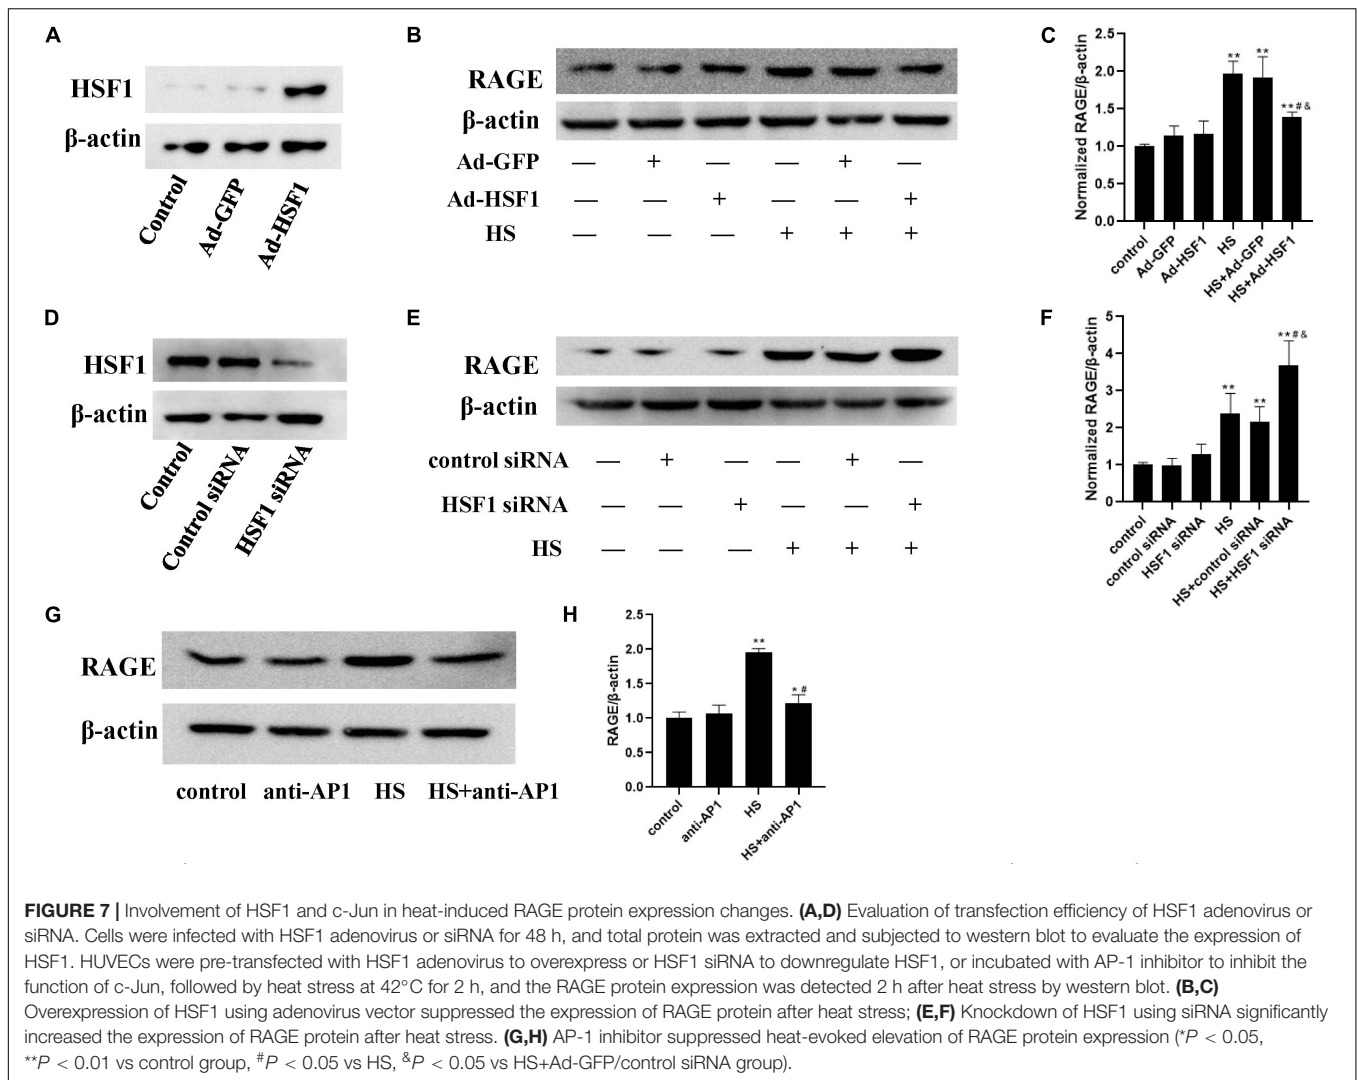 A
HSF1
β-actin
Control
Ad-GFP
Ad-HSF1
B
RAGE
β-actin
Ad-GFP — + — — + —
Ad-HSF1 — — + — — +
HS — — — + + +
C
Normalized RAGE/β-actin
2.5
2.0
1.5
1.0
0.5
0.0
** ** **#&
control
Ad-GFP
Ad-HSF1
HS
HS+Ad-GFP
HS+Ad-HSF1
D
HSF1
β-actin
Control
Control siRNA
HSF1 siRNA
E
RAGE
β-actin
control siRNA — + — — + —
HSF1 siRNA — — + — — +
HS — — — + + +
F
Normalized RAGE/β-actin
5
4
3
2
1
0
** ** **#&
control
control siRNA
HSF1 siRNA
HS
HS+control siRNA
HS+HSF1 siRNA
G
RAGE
β-actin
control anti-AP1 HS HS+anti-AP1
H
RAGE/β-actin
2.5
2.0
1.5
1.0
0.5
0.0
** *#
control
anti-AP1
HS
HS+anti-AP1
FIGURE 7 | Involvement of HSF1 and c-Jun in heat-induced RAGE protein expression changes. (A,D) Evaluation of transfection efficiency of HSF1 adenovirus or
siRNA. Cells were infected with HSF1 adenovirus or siRNA for 48 h, and total protein was extracted and subjected to western blot to evaluate the expression of
HSF1. HUVECs were pre-transfected with HSF1 adenovirus to overexpress or HSF1 siRNA to downregulate HSF1, or incubated with AP-1 inhibitor to inhibit the
function of c-Jun, followed by heat stress at 42°C for 2 h, and the RAGE protein expression was detected 2 h after heat stress by western blot. (B,C)
Overexpression of HSF1 using adenovirus vector suppressed the expression of RAGE protein after heat stress; (E,F) Knockdown of HSF1 using siRNA significantly
increased the expression of RAGE protein after heat stress. (G,H) AP-1 inhibitor suppressed heat-evoked elevation of RAGE protein expression (*P < 0.05,
**P < 0.01 vs control group, #P < 0.05 vs HS, &P < 0.05 vs HS+Ad-GFP/control siRNA group).